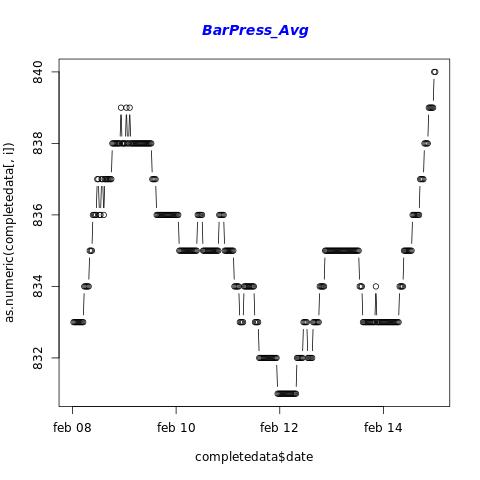 BarPress_Avg
as.numeric(completedata[, i])
840
838
836
834
832
feb 08
feb 10
feb 12
feb 14
completedata$date